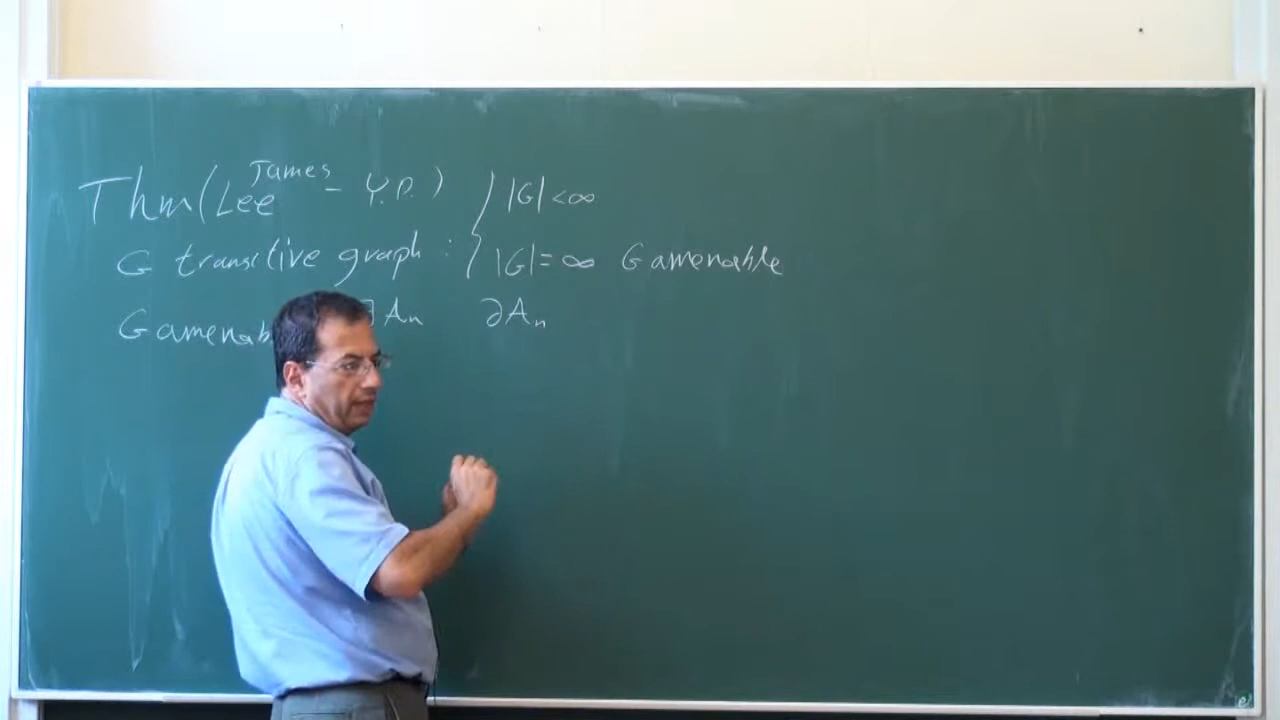 Thm (Lee James - Y.P.) |G| < ∞
G transitive graph : |G| = ∞ G amenable
G amenab ∃ Aₙ ∂Aₙ